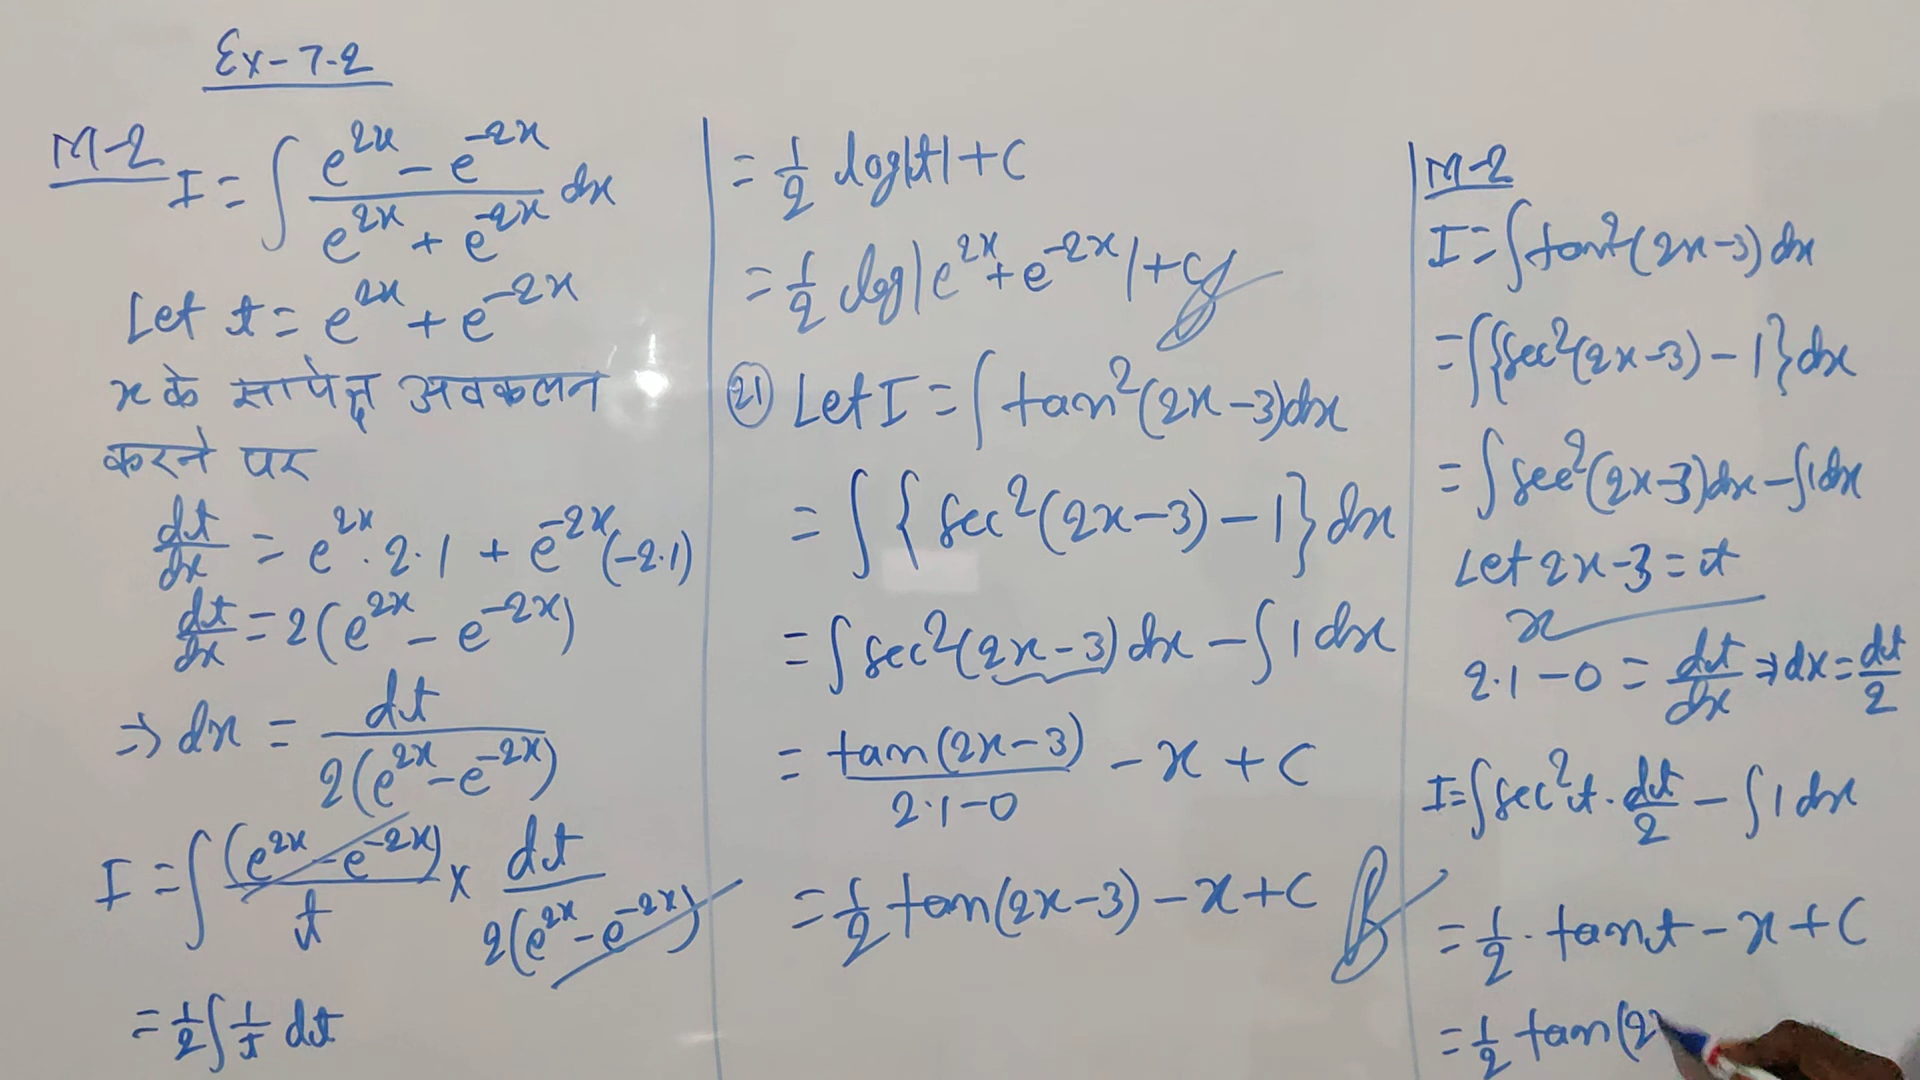 Ex-7.2
M-2 I = ∫ (e^{2x} - e^{-2x})/(e^{2x} + e^{-2x}) dx
Let t = e^{2x} + e^{-2x}
x के सापेक्ष अवकलन
करने पर
dt/dx = e^{2x}·2·1 + e^{-2x}(-2·1)
dt/dx = 2(e^{2x} - e^{-2x})
⇒ dx = dt/2(e^{2x} - e^{-2x})
I = ∫ (e^{2x} - e^{-2x})/t × dt/2(e^{2x} - e^{-2x})
= 1/2 ∫ 1/t dt
= 1/2 log|t| + C
= 1/2 log|e^{2x} + e^{-2x}| + C
(21) Let I = ∫ tan²(2x-3)dx
= ∫ { sec²(2x-3) - 1} dx
= ∫ sec²(2x-3) dx - ∫ 1 dx
= tan(2x-3)/2·1-0 - x + C
= 1/2 tan(2x-3) - x + C
M-2
I = ∫ tan²(2x-3) dx
= ∫ {sec²(2x-3) - 1} dx
= ∫ sec²(2x-3) dx - ∫ 1 dx
Let 2x-3 = t
x
2·1-0 = dt/dx ⇒ dx = dt/2
I = ∫ sec²t · dt/2 - ∫ 1 dx
= 1/2 · tan t - x + C
= 1/2 tan(2